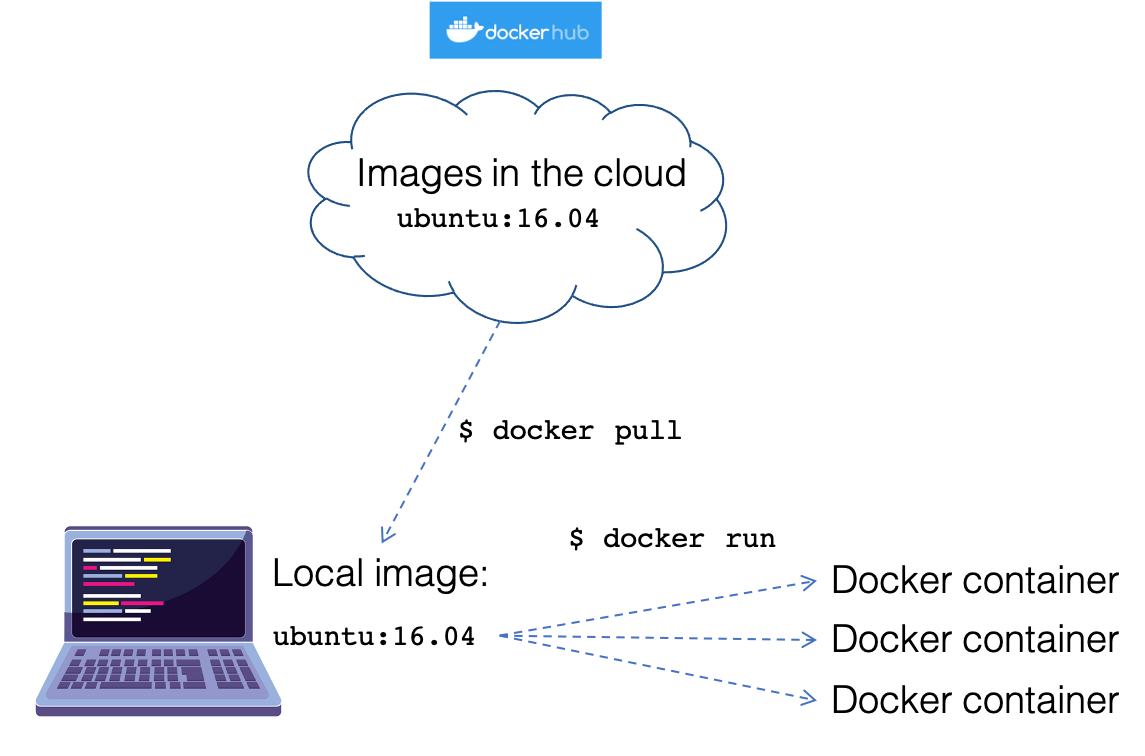 dockerhub
Images in the cloud
ubuntu:16.04
$ docker pull
$ docker run
Local image:
ubuntu:16.04
Docker container
Docker container
Docker container